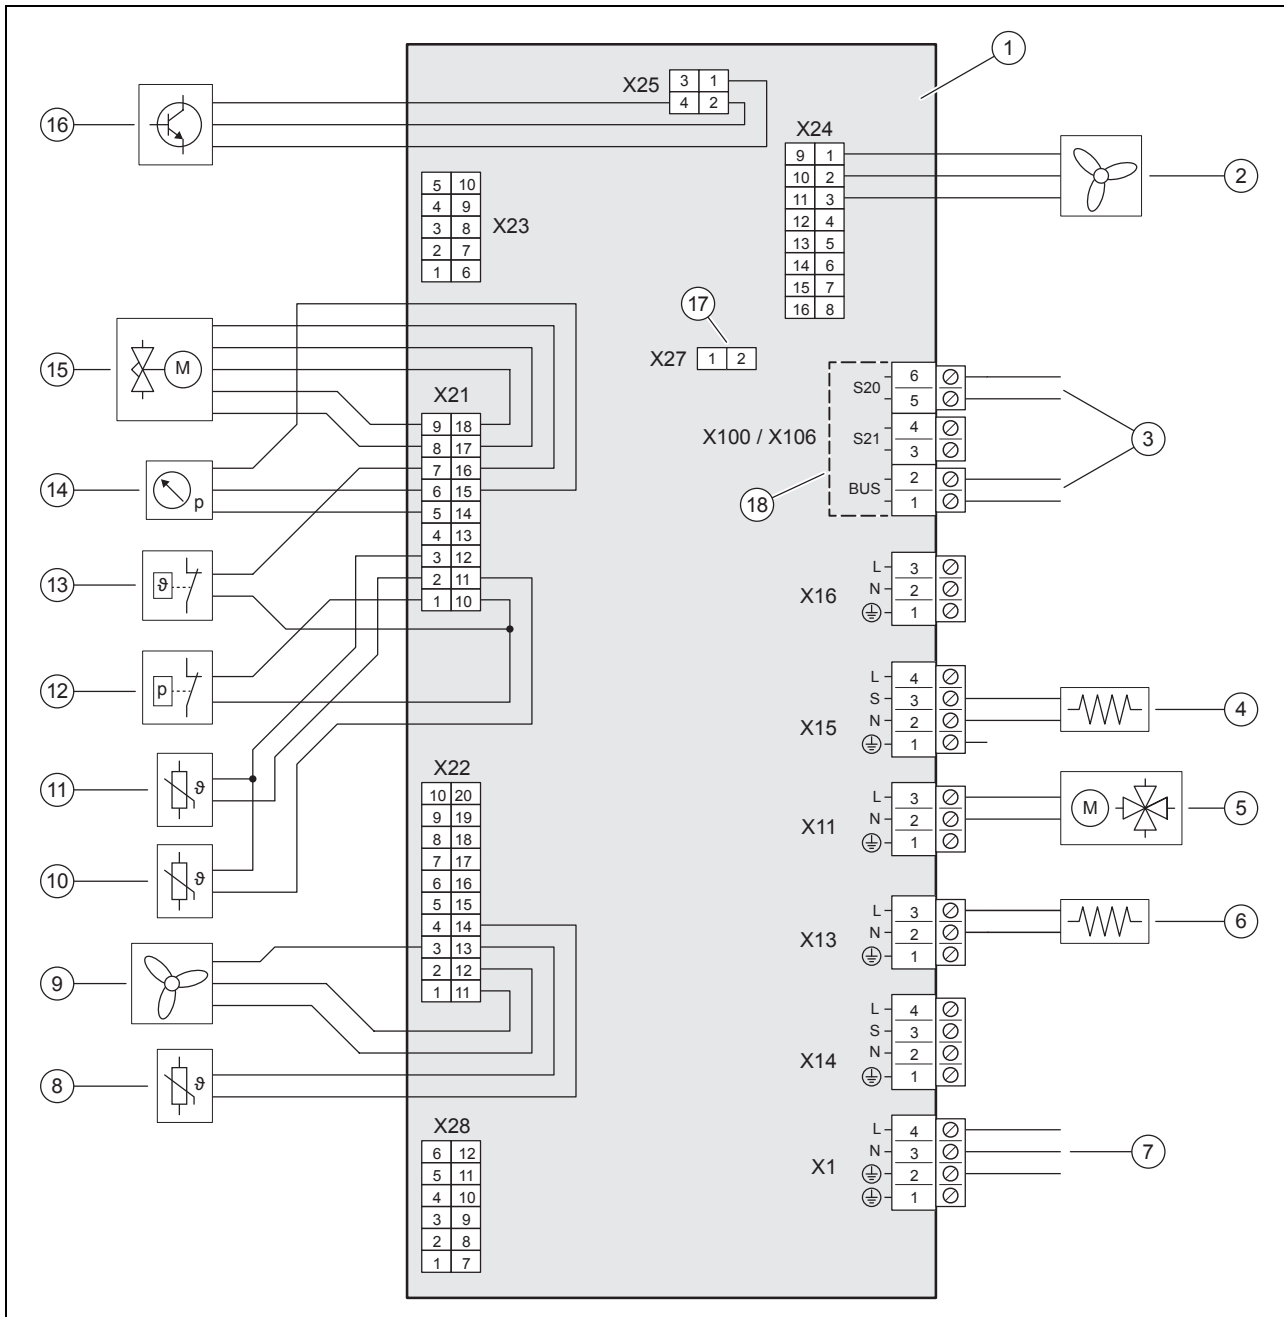 1
X25
3 1
4 2
16
X24
9 1
10 2
11 3
12 4
13 5
14 6
15 7
16 8
2
5 10
4 9
3 8
2 7
1 6
X23
17
X27
1 2
15
M
X21
9 18
8 17
7 16
6 15
5 14
4 13
3 12
2 11
1 10
X100 / X106
S20
6
5
S21
4
3
BUS
2
1
3
18
14
p
13
ϑ
X16
L 3
N 2
1
12
p
X15
L 4
S 3
N 2
1
4
11
ϑ
X22
10 20
9 19
8 18
7 17
6 16
5 15
4 14
3 13
2 12
1 11
X11
L 3
N 2
1
M
5
10
ϑ
X13
L 3
N 2
1
6
9
X14
L 4
S 3
N 2
1
8
ϑ
X28
6 12
5 11
4 10
3 9
2 8
1 7
X1
L 4
N 3
2
1
7